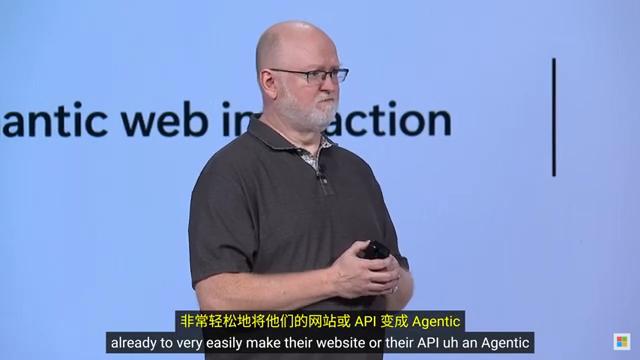 antic web in action
非常轻松地将他们的网站或 API 变成 Agentic
already to very easily make their website or their API uh an Agentic